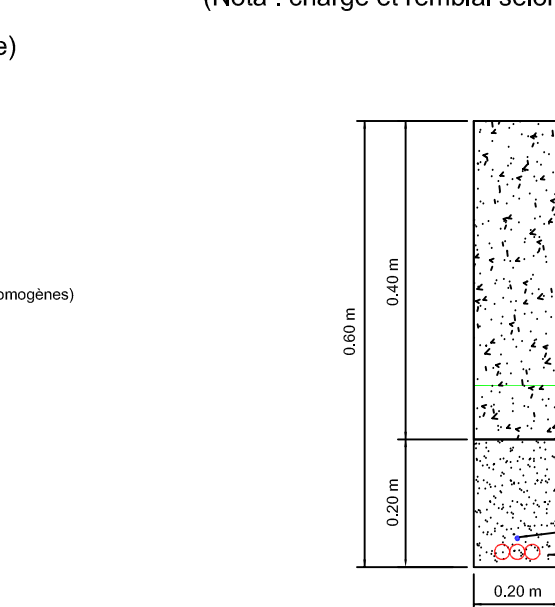 (Nota : charge et remblai selon
e)
omogènes)
0.60 m
0.40 m
0.20 m
0.20 m